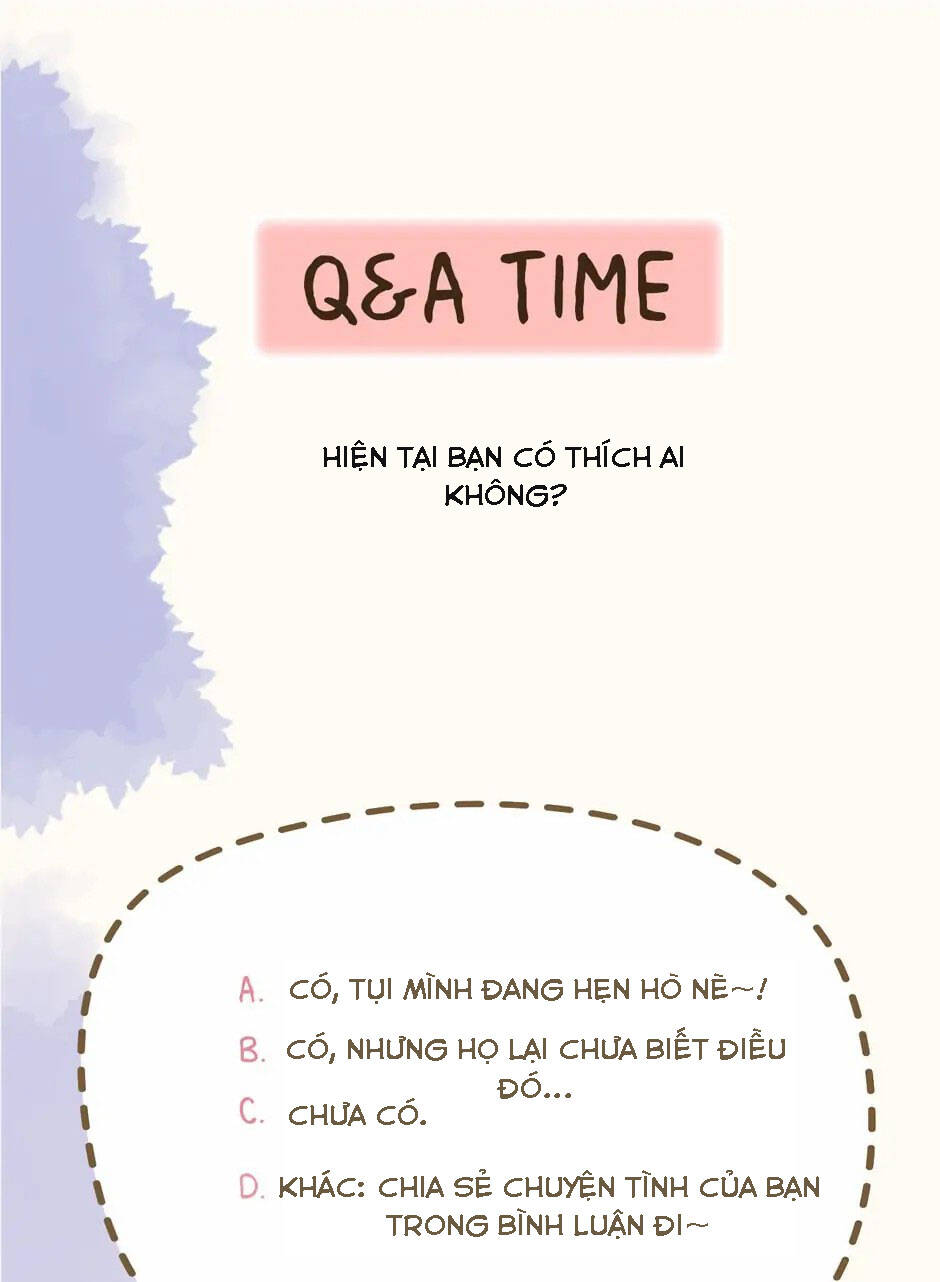 Q&A TIME
HIỆN TẠI BẠN CÓ THÍCH AI
KHÔNG?
A. CÓ, TỤI MÌNH ĐANG HẸN HÒ NÈ~!
B. CÓ, NHƯNG HỌ LẠI CHƯA BIẾT ĐIỀU
ĐÓ...
C. CHƯA CÓ.
D. KHÁC: CHIA SẺ CHUYỆN TÌNH CỦA BẠN
TRONG BÌNH LUẬN ĐI~